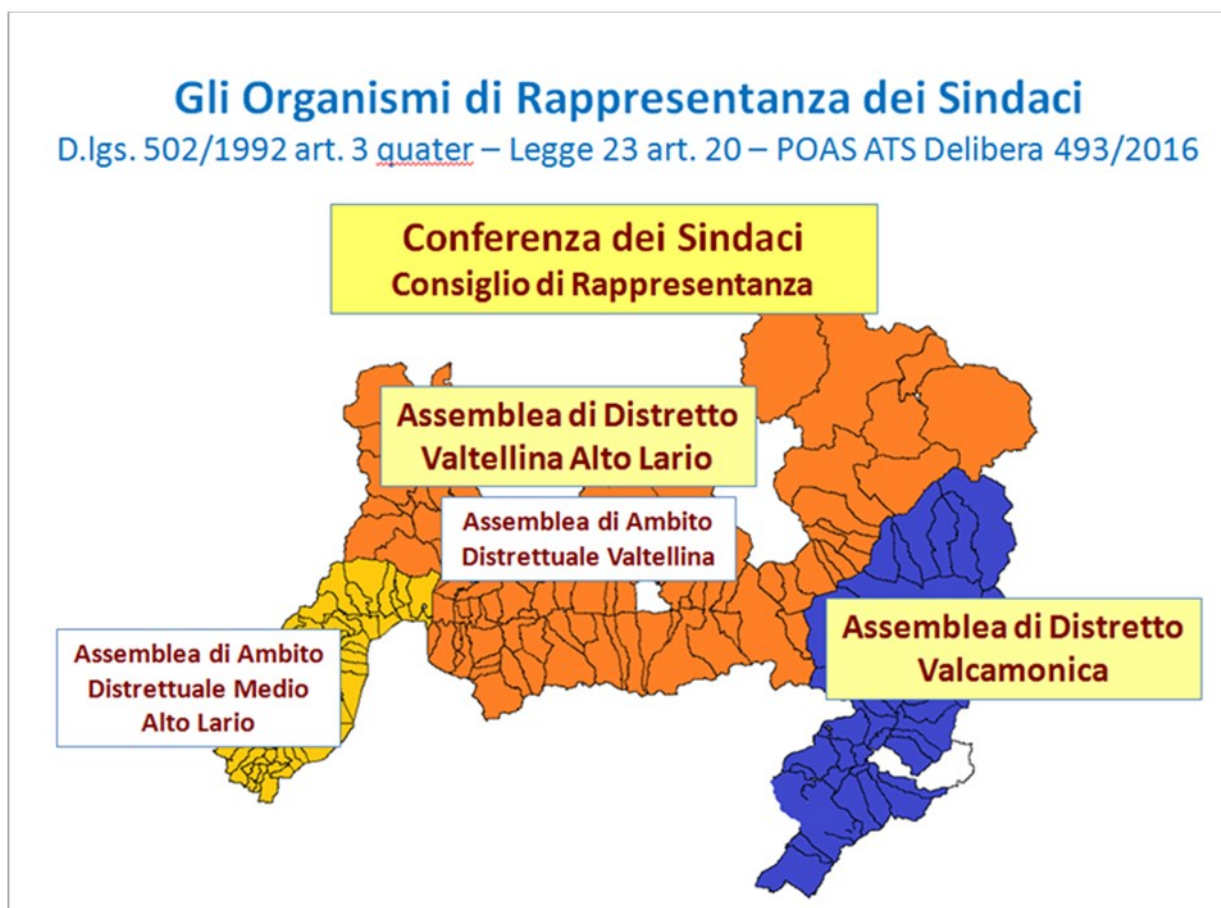 Gli Organismi di Rappresentanza dei Sindaci
D.lgs. 502/1992 art. 3 quater – Legge 23 art. 20 – POAS ATS Delibera 493/2016
Conferenza dei Sindaci
Consiglio di Rappresentanza
Assemblea di Distretto
Valtellina Alto Lario
Assemblea di Ambito
Distrettuale Valtellina
Assemblea di Distretto
Valcamonica
Assemblea di Ambito
Distrettuale Medio
Alto Lario